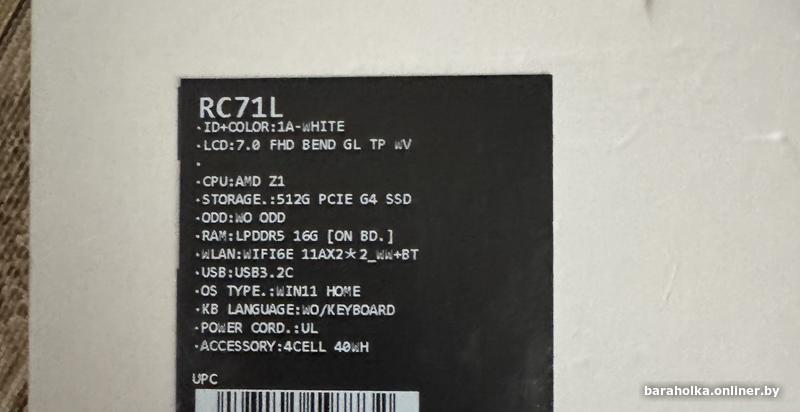 RC71L
·ID+COLOR:1A-WHITE
·LCD:7.0 FHD BEND GL TP WV
·
·CPU:AMD Z1
·STORAGE.:512G PCIE G4 SSD
·ODD:WO ODD
·RAM:LPDDR5 16G [ON BD.]
·WLAN:WIFI6E 11AX2*2_WW+BT
·USB:USB3.2C
·OS TYPE.:WIN11 HOME
·KB LANGUAGE:WO/KEYBOARD
·POWER CORD.:UL
·ACCESSORY:4CELL 40WH
UPC
baraholka.onliner.by